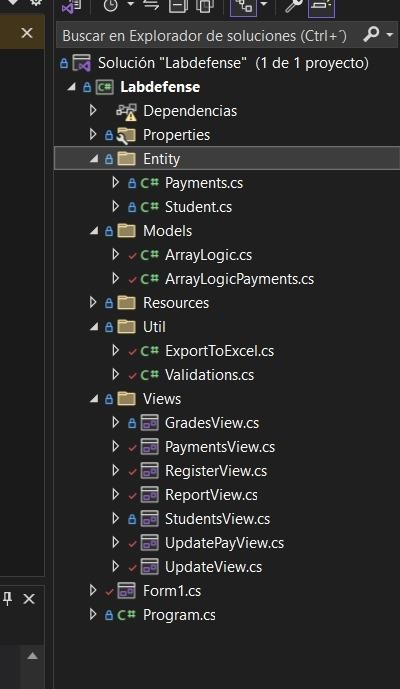 Buscar en Explorador de soluciones (Ctrl+´)
Solución "Labdefense" (1 de 1 proyecto)
Labdefense
Dependencias
Properties
Entity
C# Payments.cs
C# Student.cs
Models
C# ArrayLogic.cs
C# ArrayLogicPayments.cs
Resources
Util
C# ExportToExcel.cs
C# Validations.cs
Views
GradesView.cs
PaymentsView.cs
RegisterView.cs
ReportView.cs
StudentsView.cs
UpdatePayView.cs
UpdateView.cs
Form1.cs
C# Program.cs